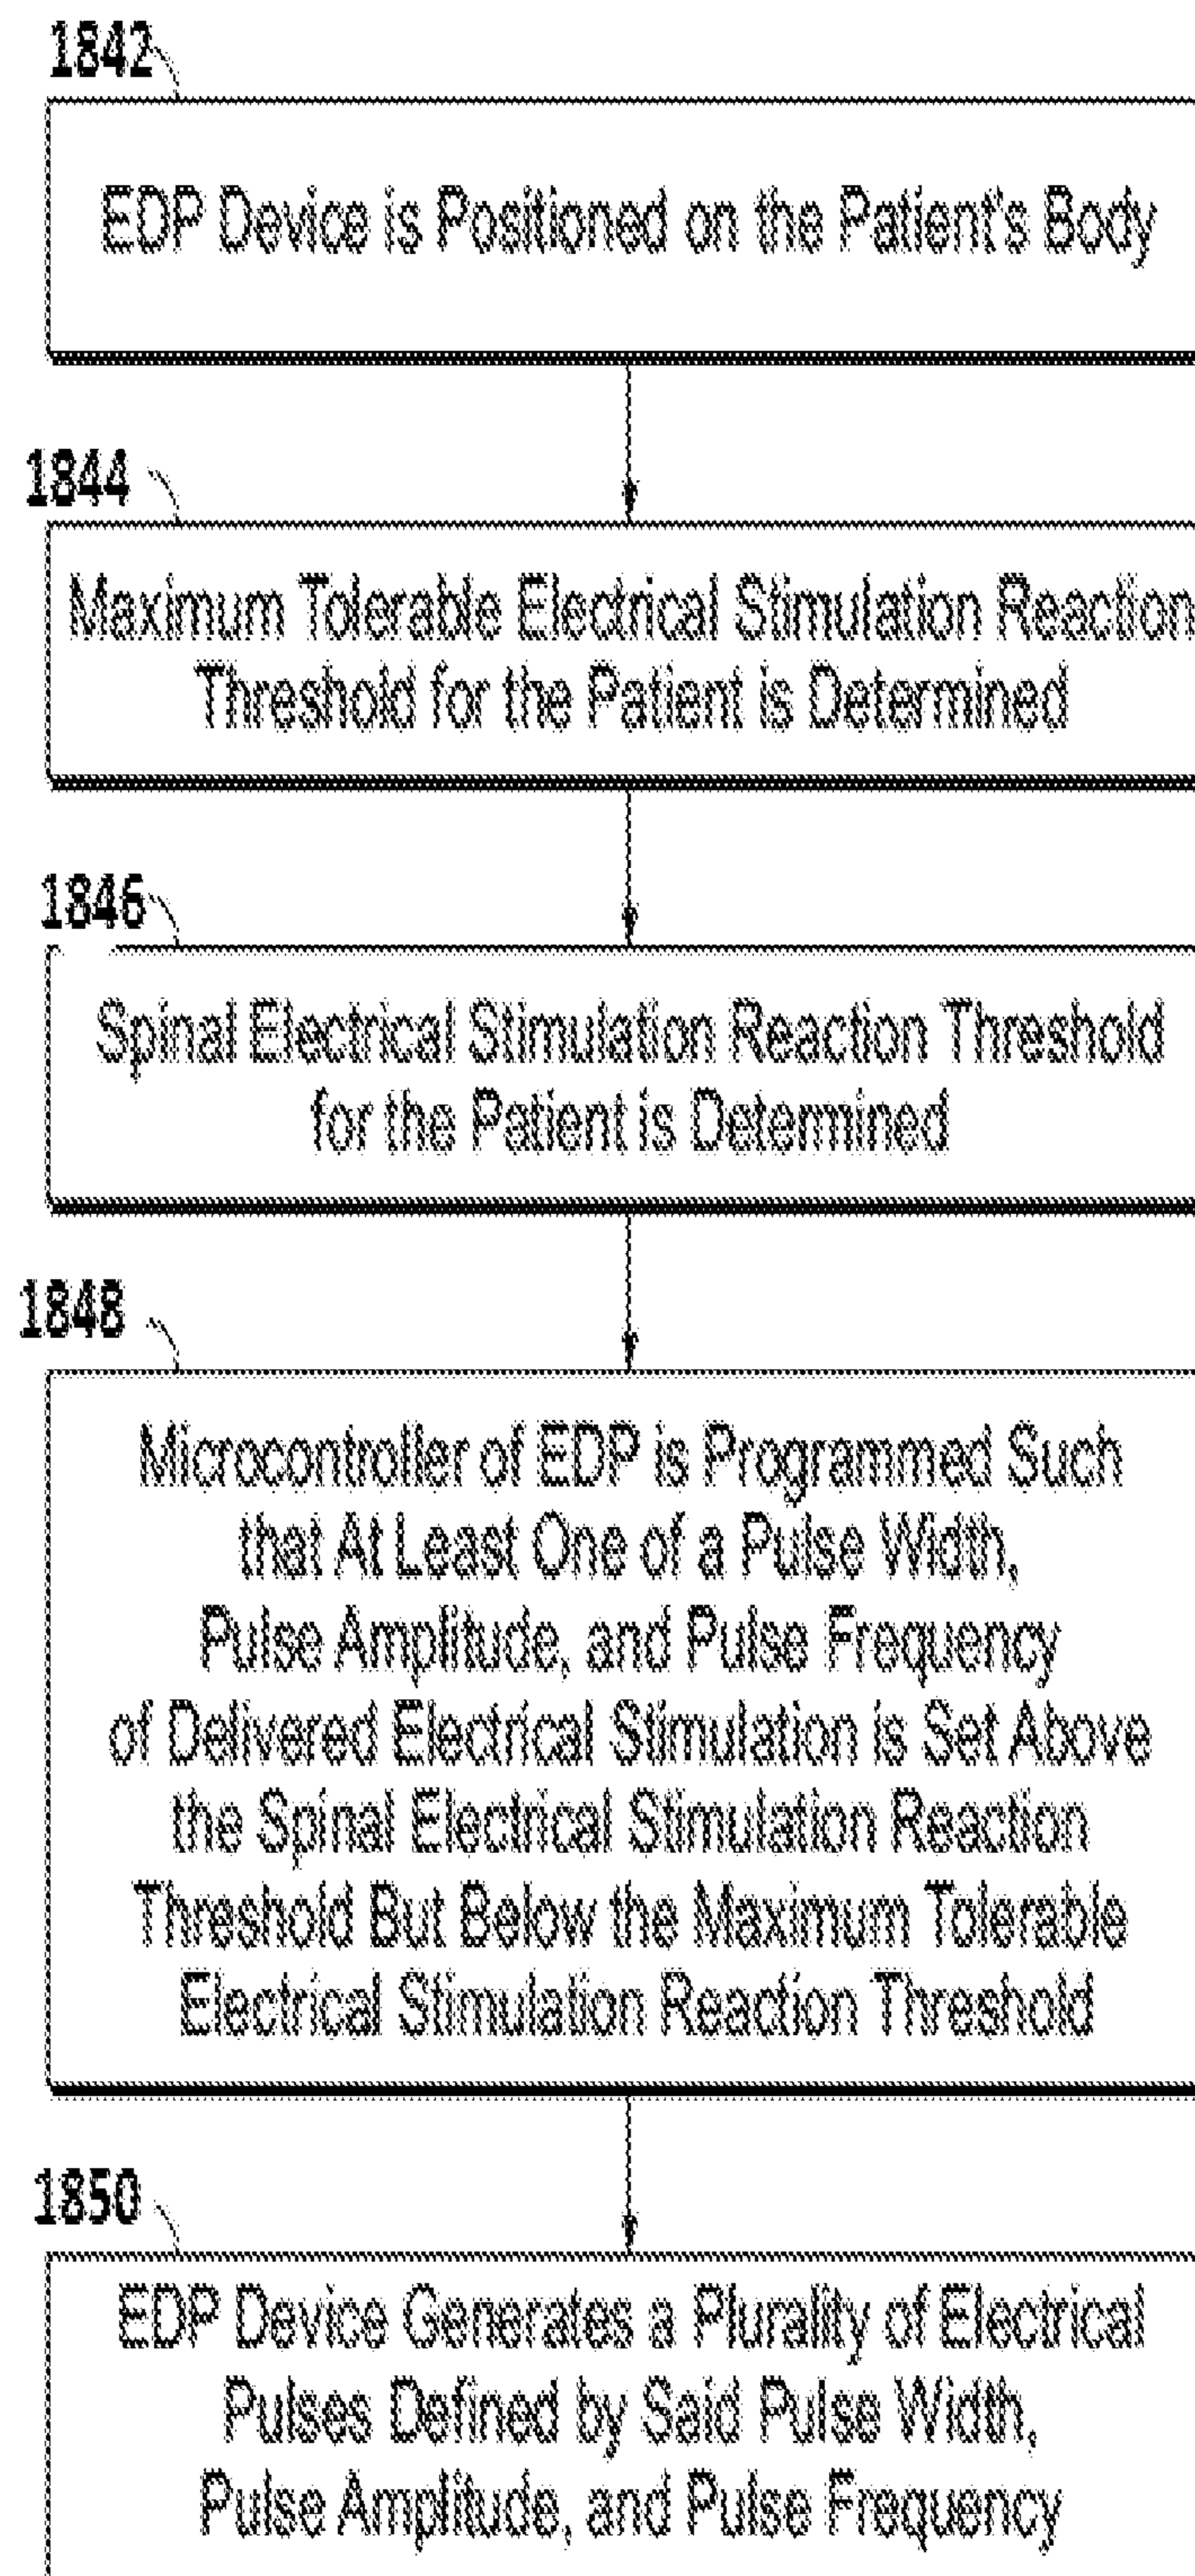 1842
EDP Device is Positioned on the Patient's Body
1844
Maximum Tolerable Electrical Stimulation Reaction
Threshold for the Patient is Determined
1846
Spinal Electrical Stimulation Reaction Threshold
for the Patient is Determined
1848
Microcontroller of EDP is Programmed Such
that At Least One of a Pulse Width,
Pulse Amplitude, and Pulse Frequency
of Delivered Electrical Stimulation is Set Above
the Spinal Electrical Stimulation Reaction
Threshold But Below the Maximum Tolerable
Electrical Stimulation Reaction Threshold
1850
EDP Device Generates a Plurality of Electrical
Pulses Defined by Said Pulse Width,
Pulse Amplitude, and Pulse Frequency